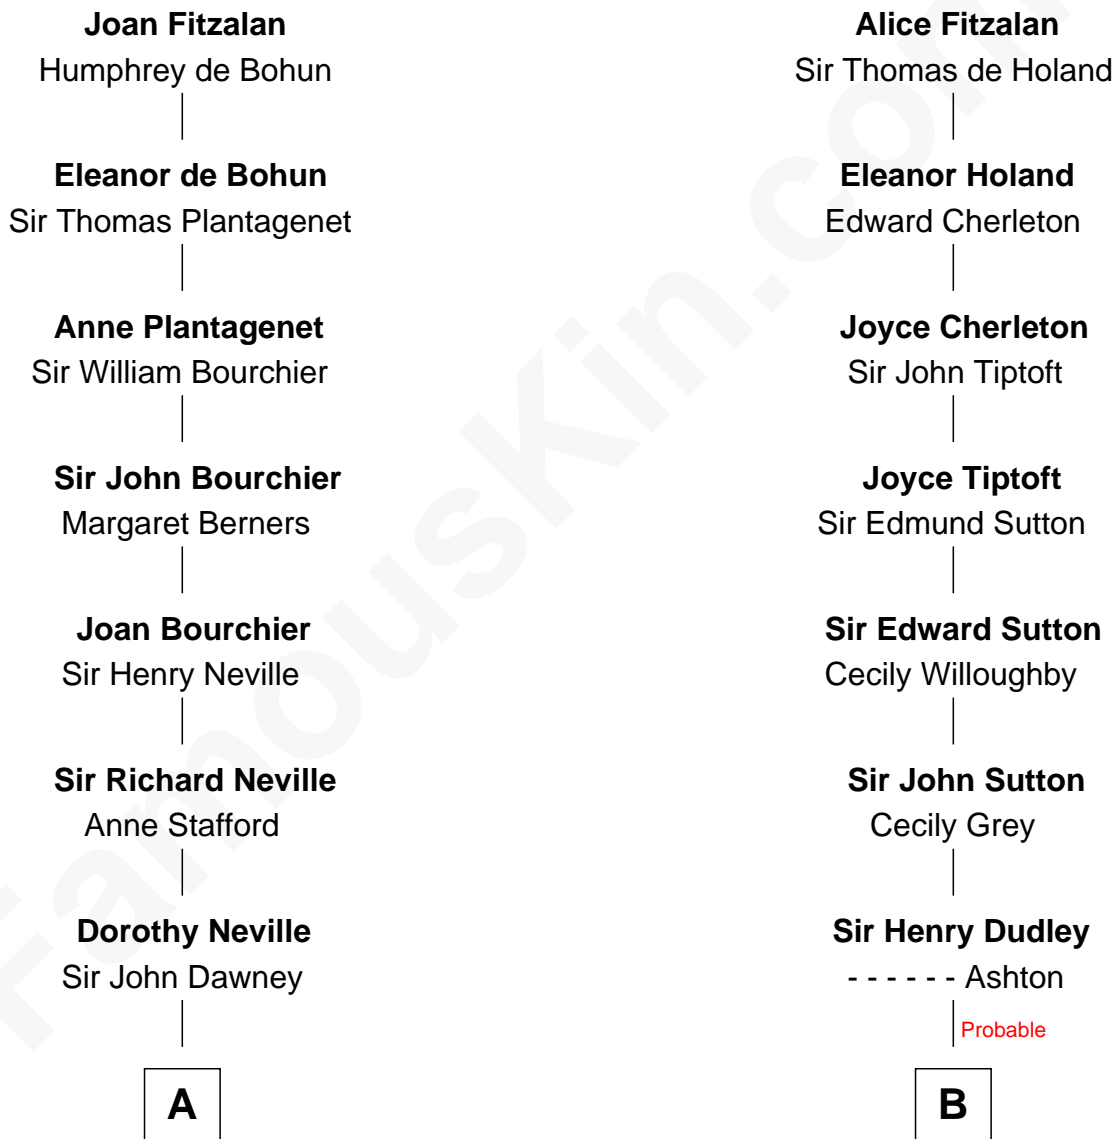 Joan Fitzalan
Humphrey de Bohun
Eleanor de Bohun
Sir Thomas Plantagenet
Anne Plantagenet
Sir William Bourchier
Sir John Bourchier
Margaret Berners
Joan Bourchier
Sir Henry Neville
Sir Richard Neville
Anne Stafford
Dorothy Neville
Sir John Dawney
A
Alice Fitzalan
Sir Thomas de Holand
Eleanor Holand
Edward Cherleton
Joyce Cherleton
Sir John Tiptoft
Joyce Tiptoft
Sir Edmund Sutton
Sir Edward Sutton
Cecily Willoughby
Sir John Sutton
Cecily Grey
Sir Henry Dudley
- - - - - - Ashton
Probable
B
FamousKin.com